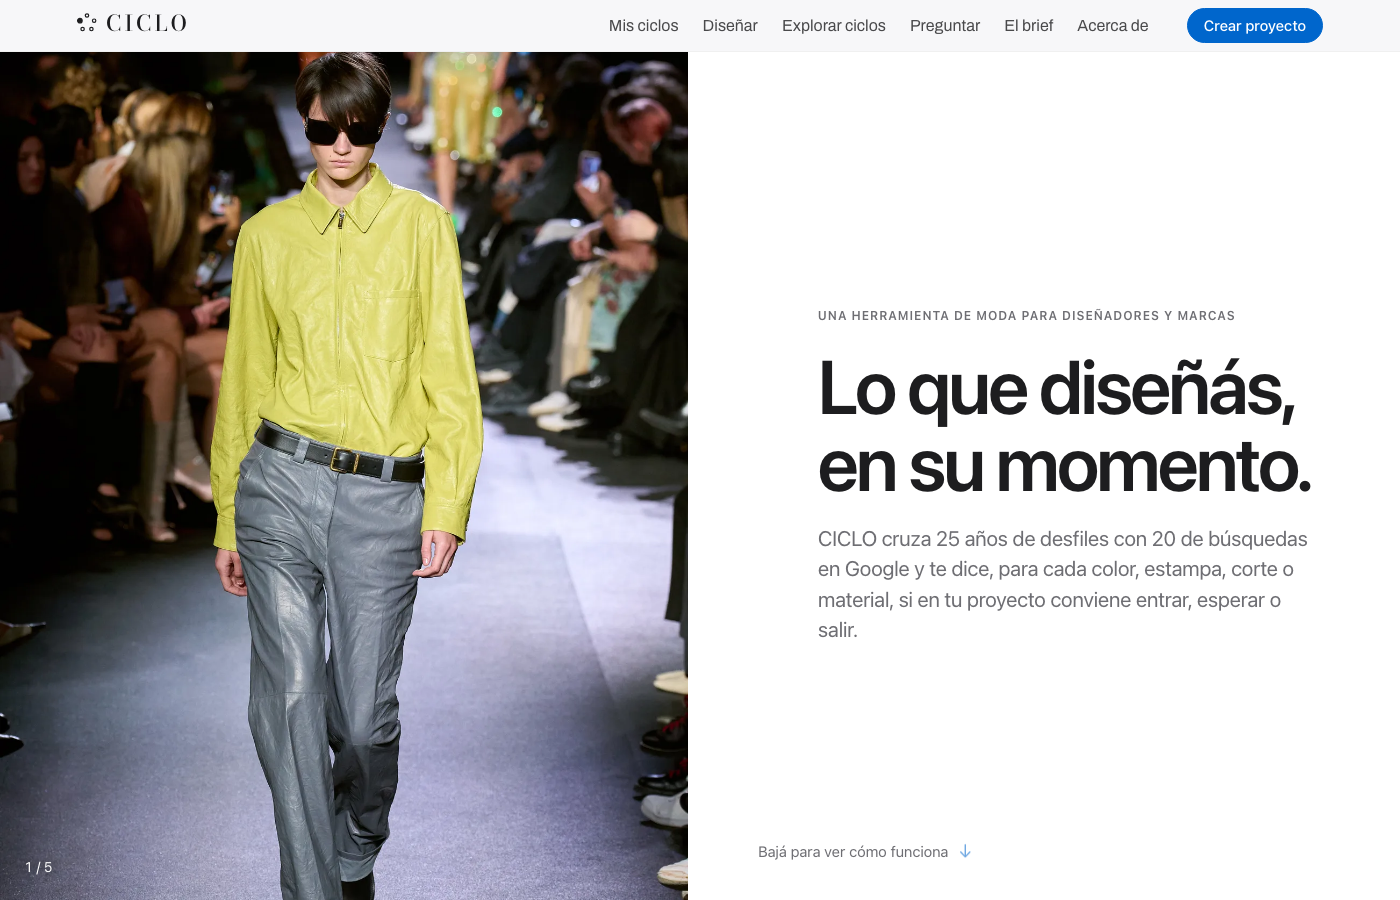 CICLO
Mis ciclos
Diseñar
Explorar ciclos
Preguntar
El brief
Acerca de
Crear proyecto
UNA HERRAMIENTA DE MODA PARA DISEÑADORES Y MARCAS
Lo que diseñás,
en su momento.
CICLO cruza 25 años de desfiles con 20 de búsquedas
en Google y te dice, para cada color, estampa, corte o
material, si en tu proyecto conviene entrar, esperar o
salir.
Bajá para ver cómo funciona
1 / 5